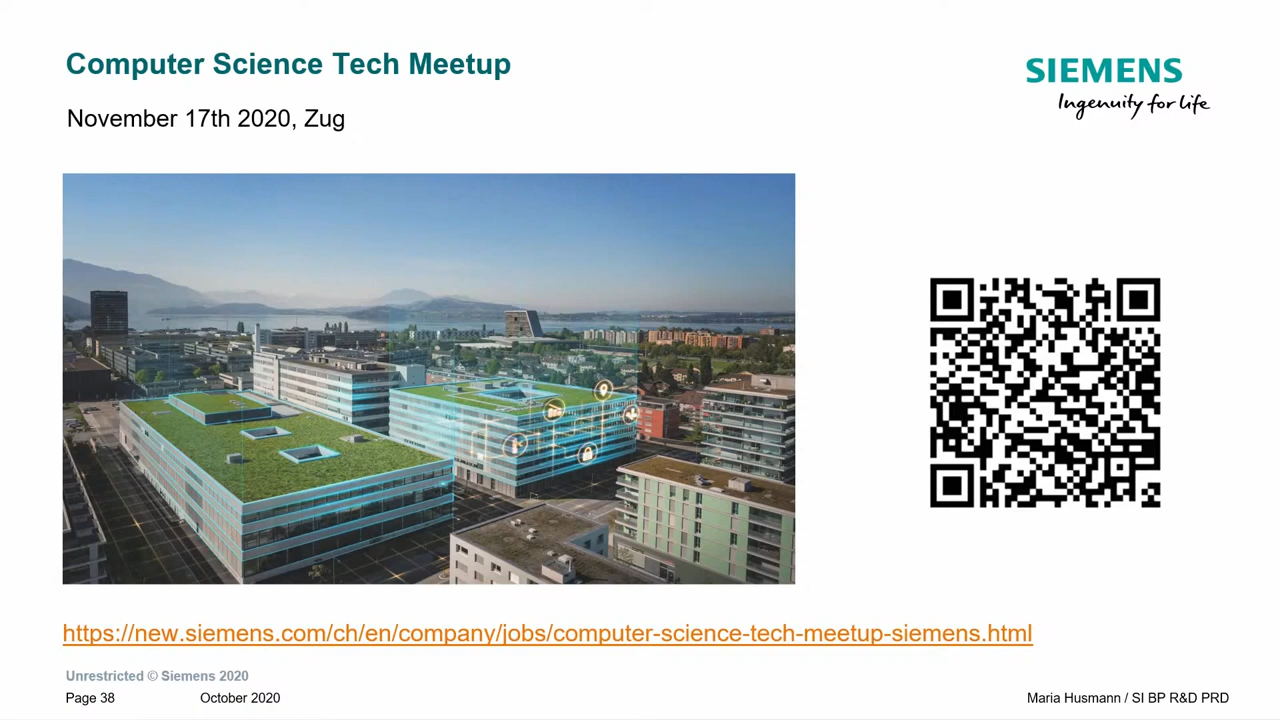 Computer Science Tech Meetup
SIEMENS
Ingenuity for life
November 17th 2020, Zug
https://new.siemens.com/ch/en/company/jobs/computer-science-tech-meetup-siemens.html
Unrestricted © Siemens 2020
Page 38 October 2020 Maria Husmann / SI BP R&D PRD